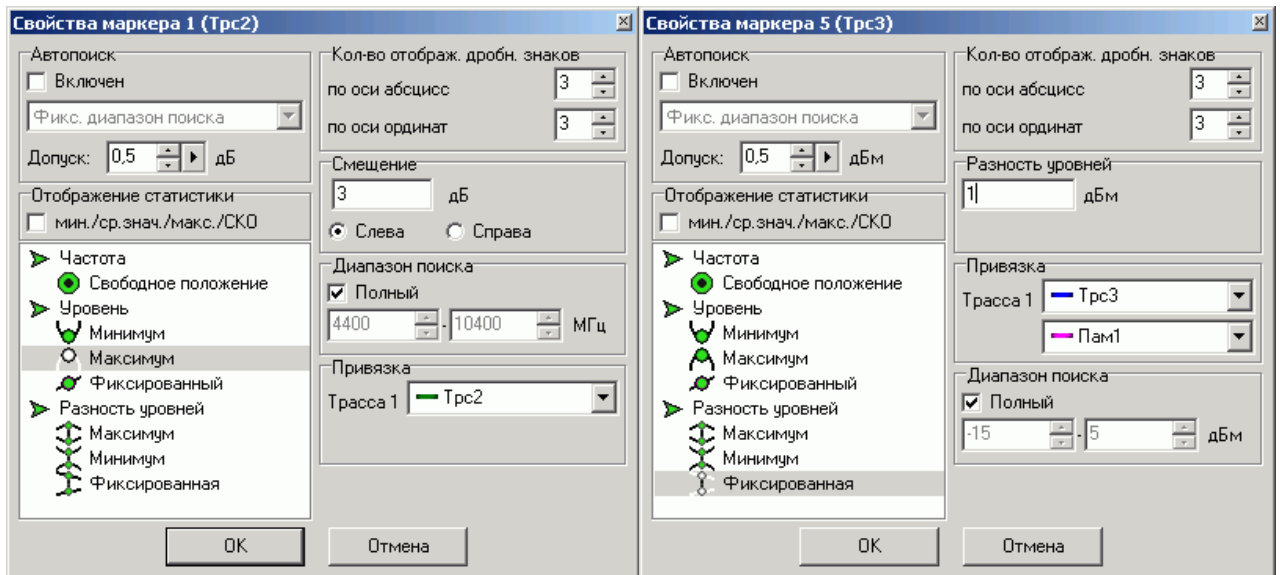 Свойства маркера 1 (Трс2)
Автопоиск
Включен
Фикс. диапазон поиска
Допуск: 0,5 дБ
Отображение статистики
мин./ср.знач./макс./СКО
Частота
Свободное положение
Уровень
Минимум
Максимум
Фиксированный
Разность уровней
Максимум
Минимум
Фиксированная
Кол-во отображ. дробн. знаков
по оси абсцисс 3
по оси ординат 3
Смещение
3 дБ
Слева Справа
Диапазон поиска
Полный
4400 - 10400 МГц
Привязка
Трасса 1 Трс2
OK Отмена
Свойства маркера 5 (Трс3)
Автопоиск
Включен
Фикс. диапазон поиска
Допуск: 0,5 дБм
Отображение статистики
мин./ср.знач./макс./СКО
Частота
Свободное положение
Уровень
Минимум
Максимум
Фиксированный
Разность уровней
Максимум
Минимум
Фиксированная
Кол-во отображ. дробн. знаков
по оси абсцисс 3
по оси ординат 3
Разность уровней
1 дБм
Привязка
Трасса 1 Трс3
Пам1
Диапазон поиска
Полный
-15 - 5 дБм
OK Отмена